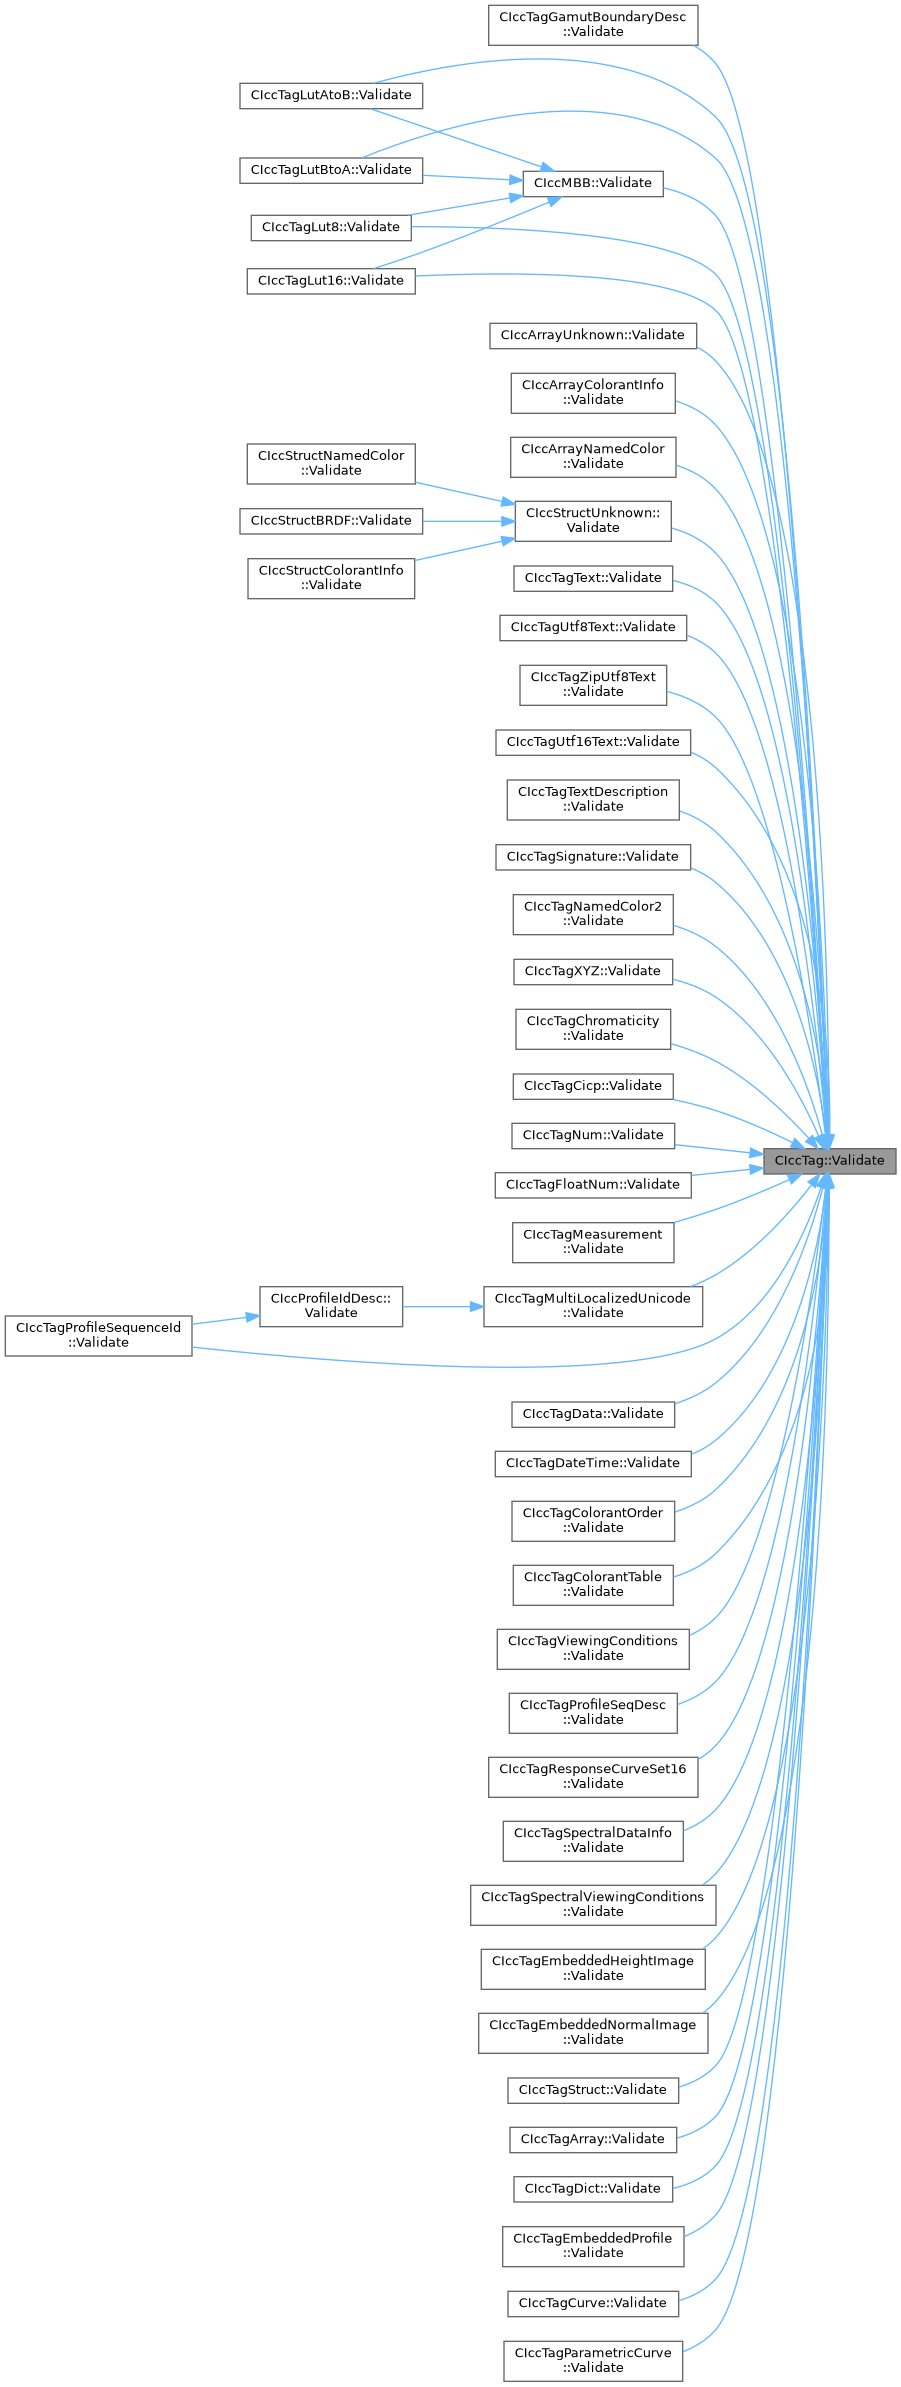 CIccTagGamutBoundaryDesc
::Validate
CIccTagLutAtoB::Validate
CIccTagLutBtoA::Validate
CIccMBB::Validate
CIccTagLut8::Validate
CIccTagLut16::Validate
CIccArrayUnknown::Validate
CIccArrayColorantInfo
::Validate
CIccArrayNamedColor
::Validate
CIccStructNamedColor
::Validate
CIccStructUnknown::
Validate
CIccStructBRDF::Validate
CIccStructColorantInfo
::Validate
CIccTagText::Validate
CIccTagUtf8Text::Validate
CIccTagZipUtf8Text
::Validate
CIccTagUtf16Text::Validate
CIccTagTextDescription
::Validate
CIccTagSignature::Validate
CIccTagNamedColor2
::Validate
CIccTagXYZ::Validate
CIccTagChromaticity
::Validate
CIccTagCicp::Validate
CIccTagNum::Validate
CIccTag::Validate
CIccTagFloatNum::Validate
CIccTagMeasurement
::Validate
CIccTagProfileSequenceId
::Validate
CIccProfileIdDesc::
Validate
CIccTagMultiLocalizedUnicode
::Validate
CIccTagData::Validate
CIccTagDateTime::Validate
CIccTagColorantOrder
::Validate
CIccTagColorantTable
::Validate
CIccTagViewingConditions
::Validate
CIccTagProfileSeqDesc
::Validate
CIccTagResponseCurveSet16
::Validate
CIccTagSpectralDataInfo
::Validate
CIccTagSpectralViewingConditions
::Validate
CIccTagEmbeddedHeightImage
::Validate
CIccTagEmbeddedNormalImage
::Validate
CIccTagStruct::Validate
CIccTagArray::Validate
CIccTagDict::Validate
CIccTagEmbeddedProfile
::Validate
CIccTagCurve::Validate
CIccTagParametricCurve
::Validate